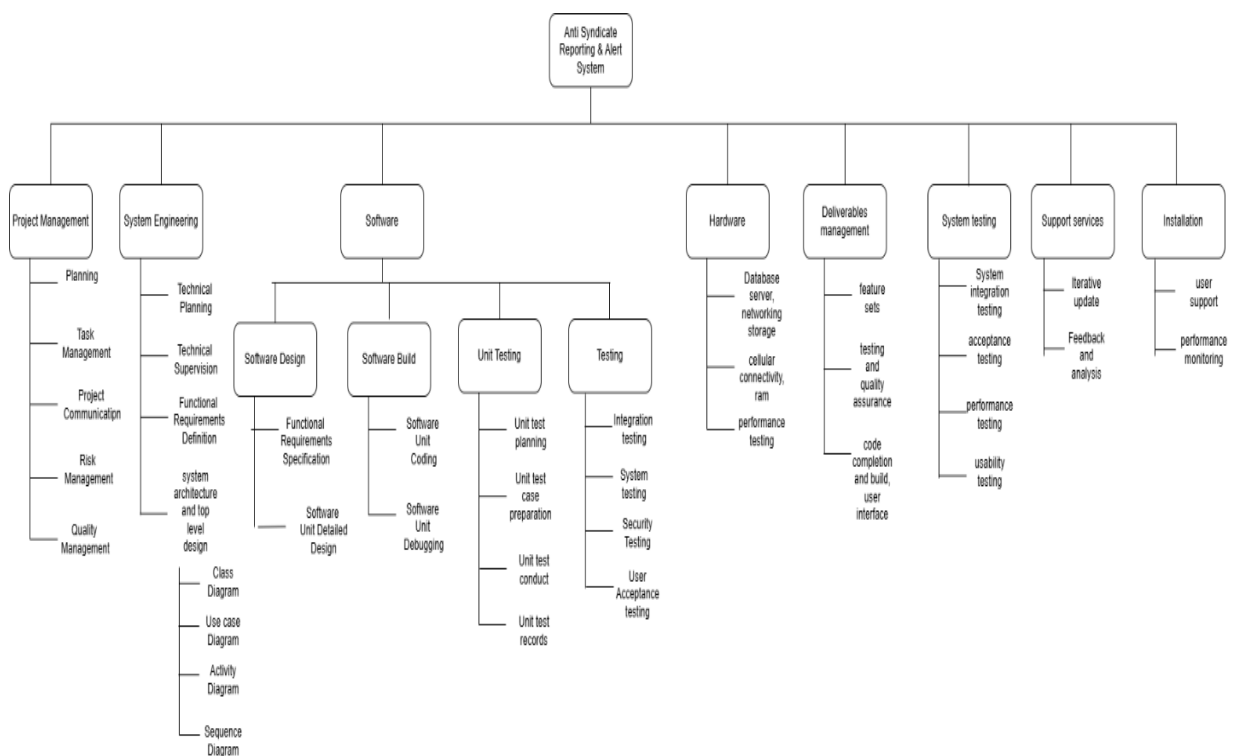 Anti Syndicate
Reporting & Alert
System
Project Management
Planning
Task
Management
Project
Communication
Risk
Management
Quality
Management
System Engineering
Technical
Planning
Technical
Supervision
Functional
Requirements
Definition
system
architecture
and top
level
design
Class
Diagram
Use case
Diagram
Activity
Diagram
Sequence
Diagram
Software
Software Design
Functional
Requirements
Specification
Software
Unit Detailed
Design
Software Build
Software
Unit
Coding
Software
Unit
Debugging
Unit Testing
Unit test
planning
Unit test
case
preparation
Unit test
conduct
Unit test
records
Testing
Integration
testing
System
testing
Security
Testing
User
Acceptance
testing
Hardware
Database
server,
networking
storage
cellular
connectivity,
ram
performance
testing
Deliverables
management
feature
sets
testing
and
quality
assurance
code
completion
and build,
user
interface
System testing
System
integration
testing
acceptance
testing
performance
testing
usability
testing
Support services
Iterative
update
Feedback
and
analysis
Installation
user
support
performance
monitoring